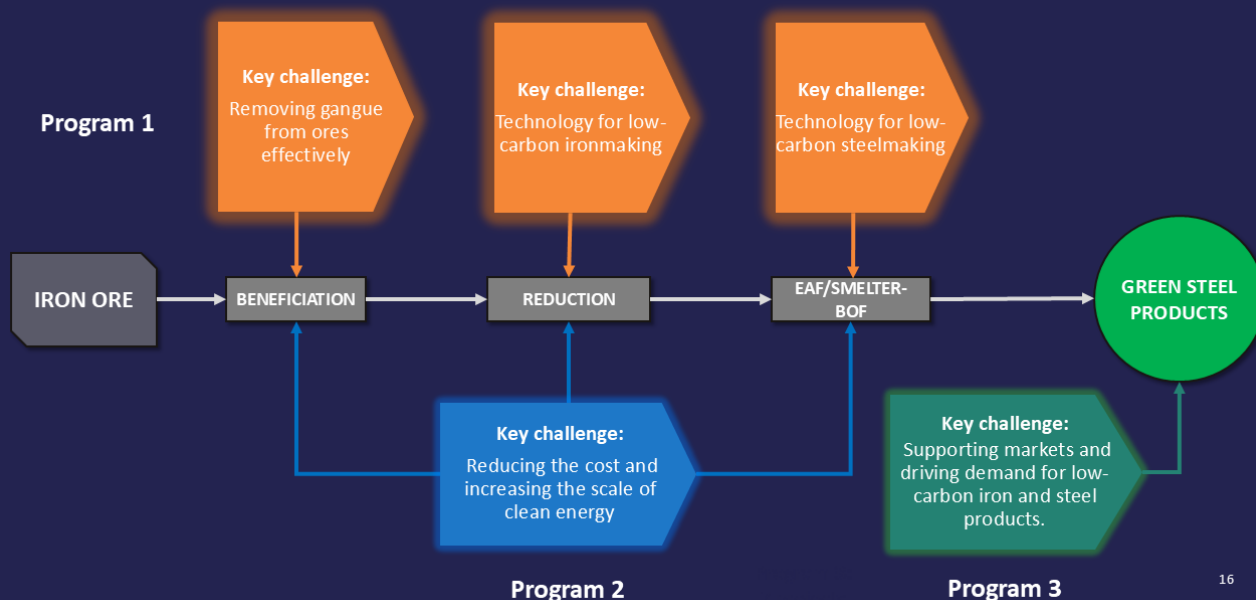 Program 1
Key challenge:
Removing gangue
from ores
effectively
Key challenge:
Technology for low-
carbon ironmaking
Key challenge:
Technology for low-
carbon steelmaking
IRON ORE
BENEFICIATION
REDUCTION
EAF/SMELTER-
BOF
GREEN STEEL
PRODUCTS
Key challenge:
Reducing the cost and
increasing the scale of
clean energy
Key challenge:
Supporting markets and
driving demand for low-
carbon iron and steel
products.
Program 2
Program 3
16